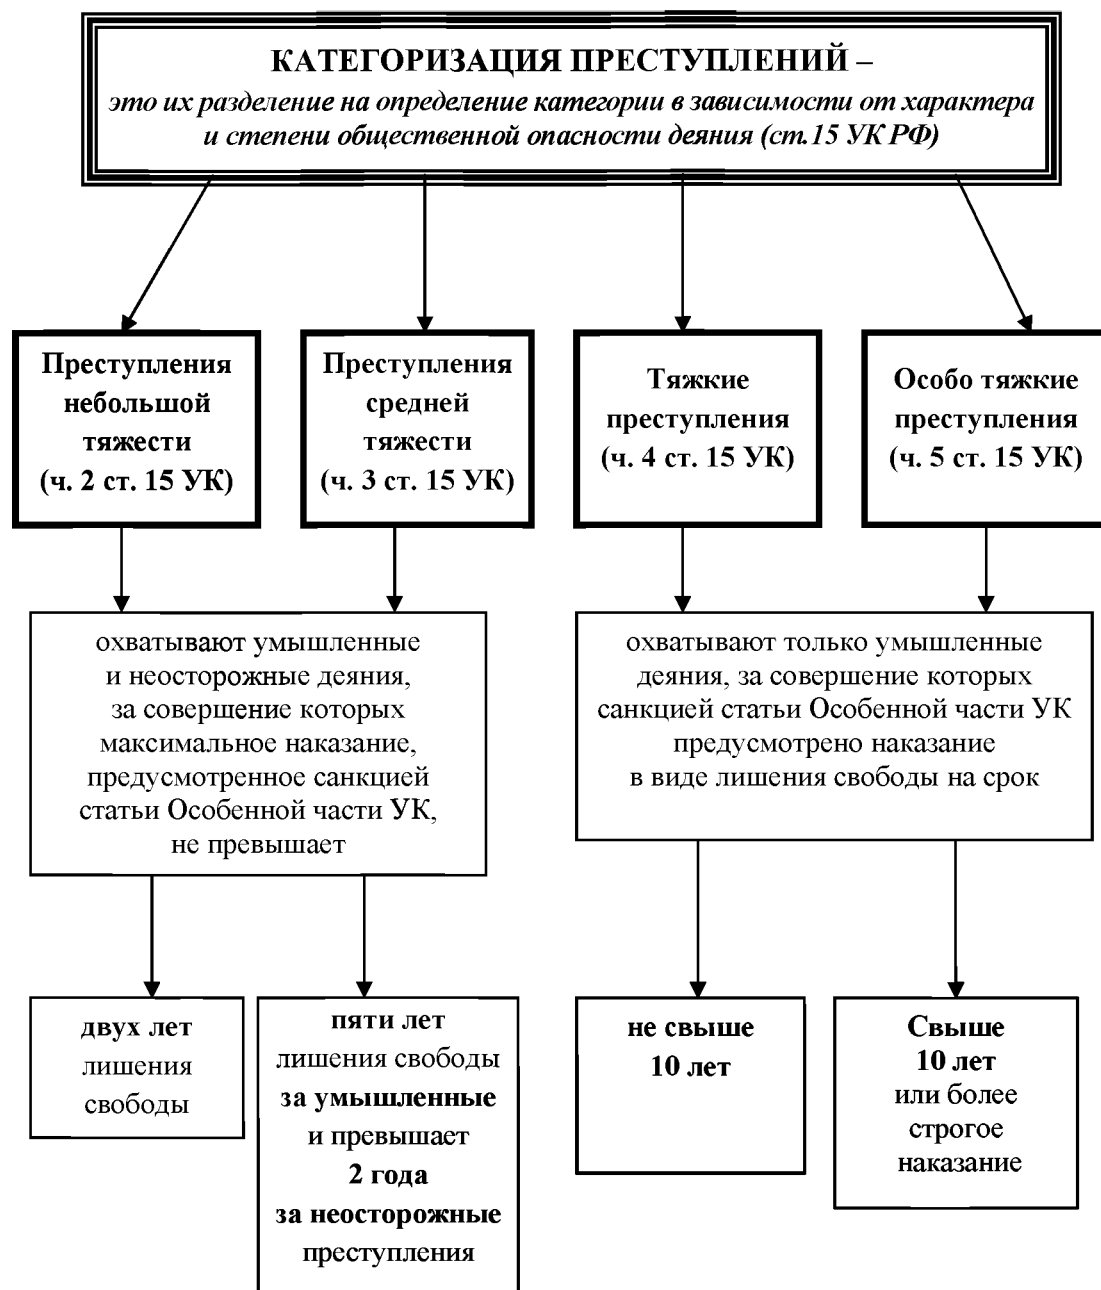 КАТЕГОРИЗАЦИЯ ПРЕСТУПЛЕНИЙ –
это их разделение на определение категории в зависимости от характера
и степени общественной опасности деяния (ст.15 УК РФ)
Преступления
небольшой
тяжести
(ч. 2 ст. 15 УК)
Преступления
средней
тяжести
(ч. 3 ст. 15 УК)
Тяжкие
преступления
(ч. 4 ст. 15 УК)
Особо тяжкие
преступления
(ч. 5 ст. 15 УК)
охватывают умышленные
и неосторожные деяния,
за совершение которых
максимальное наказание,
предусмотренное санкцией
статьи Особенной части УК,
не превышает
охватывают только умышленные
деяния, за совершение которых
санкцией статьи Особенной части УК
предусмотрено наказание
в виде лишения свободы на срок
двух лет
лишения
свободы
пяти лет
лишения свободы
за умышленные
и превышает
2 года
за неосторожные
преступления
не свыше
10 лет
Свыше
10 лет
или более
строгое
наказание